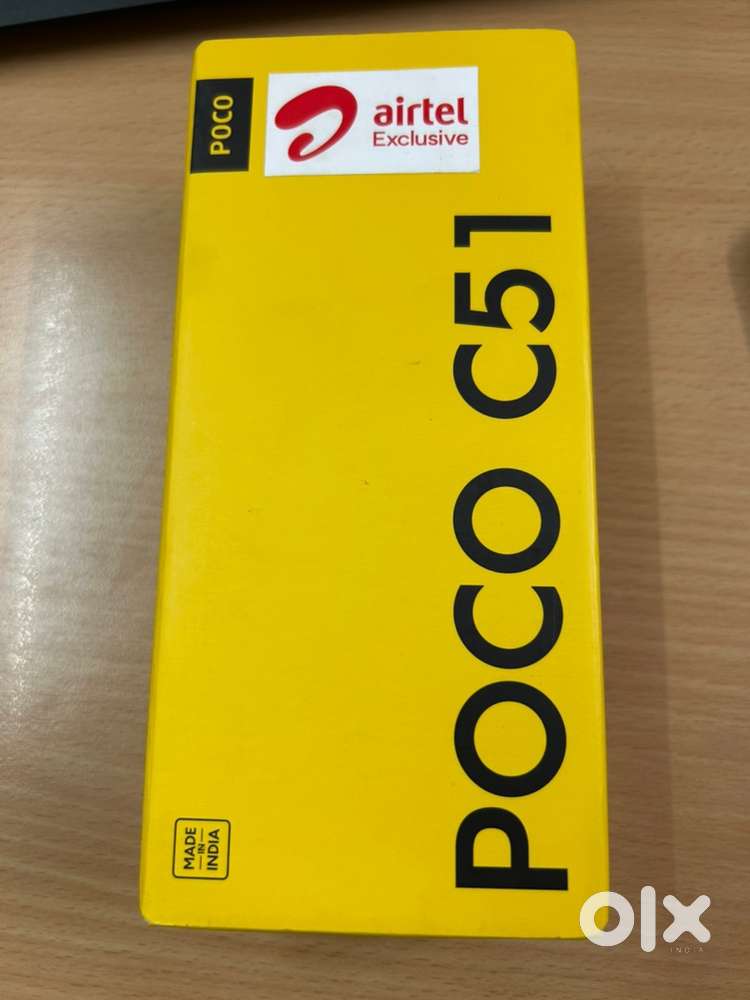 POCO
airtel
Exclusive
POCO C51
MADE
IN
INDIA
olx
INDIA